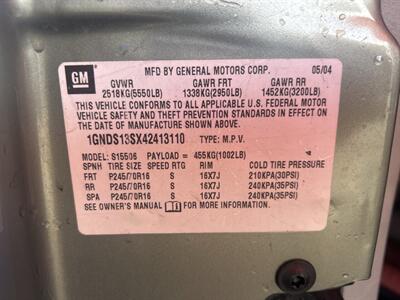 GM
MFD BY GENERAL MOTORS CORP. 05/04
GVWR GAWR FRT GAWR RR
2518KG(5550LB) 1338KG(2950LB) 1452KG(3200LB)
THIS VEHICLE CONFORMS TO ALL APPLICABLE U.S. FEDERAL MOTOR
VEHICLE SAFETY AND THEFT PREVENTION STANDARDS IN EFFECT ON
THE DATE OF MANUFACTURE SHOWN ABOVE.
1GNDS13SX42413110 TYPE: M.P.V.
MODEL: S15506 PAYLOAD = 455KG(1002LB)
SPNH TIRE SIZE SPEED RTG RIM COLD TIRE PRESSURE
FRT P245/70R16 S 16X7J 210KPA(30PSI)
RR P245/70R16 S 16X7J 240KPA(35PSI)
SPA P245/70R16 S 16X7J 240KPA(35PSI)
SEE OWNER'S MANUAL FOR MORE INFORMATION.